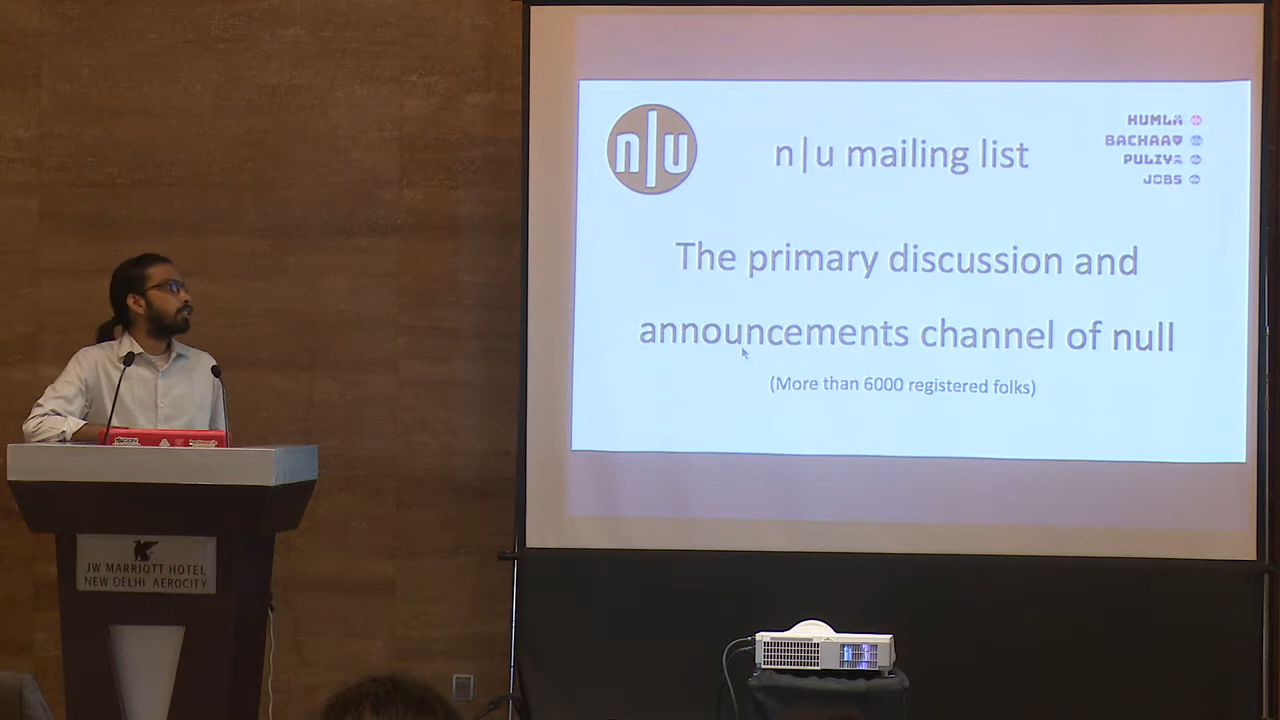 n|u
n|u mailing list
HUMLA
BACHAAO
PULIYA
JOBS
The primary discussion and
announcements channel of null
(More than 6000 registered folks)
JW MARRIOTT HOTEL
NEW DELHI AEROCITY